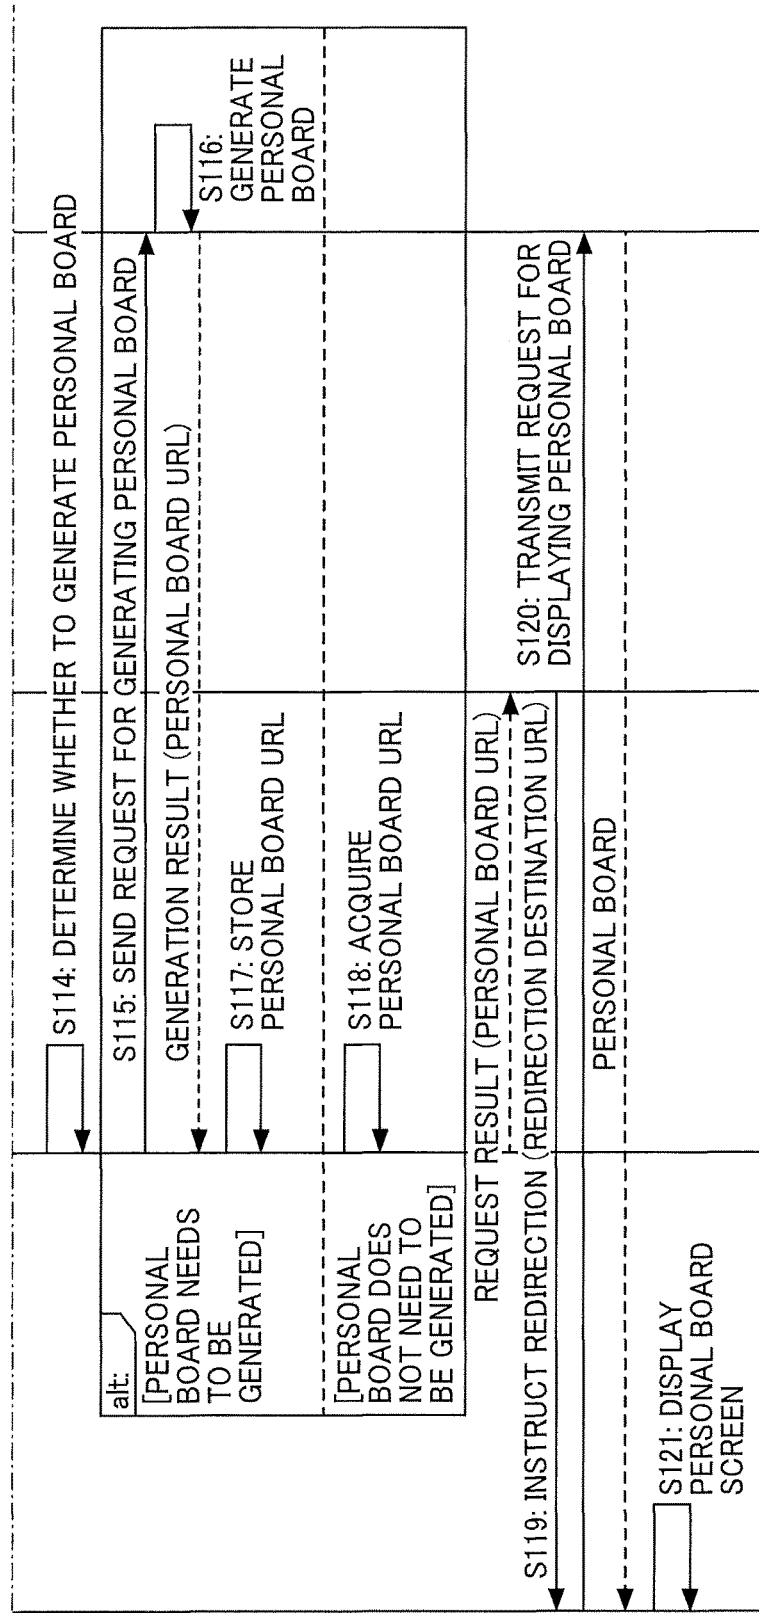 S114: DETERMINE WHETHER TO GENERATE PERSONAL BOARD
alt:
[PERSONAL
BOARD NEEDS
TO BE
GENERATED]
S115: SEND REQUEST FOR GENERATING PERSONAL BOARD
S116:
GENERATE
PERSONAL
BOARD
GENERATION RESULT (PERSONAL BOARD URL)
S117: STORE
PERSONAL BOARD URL
[PERSONAL
BOARD DOES
NOT NEED TO
BE GENERATED]
S118: ACQUIRE
PERSONAL BOARD URL
REQUEST RESULT (PERSONAL BOARD URL)
S119: INSTRUCT REDIRECTION (REDIRECTION DESTINATION URL)
S120: TRANSMIT REQUEST FOR
DISPLAYING PERSONAL BOARD
PERSONAL BOARD
S121: DISPLAY
PERSONAL BOARD
SCREEN